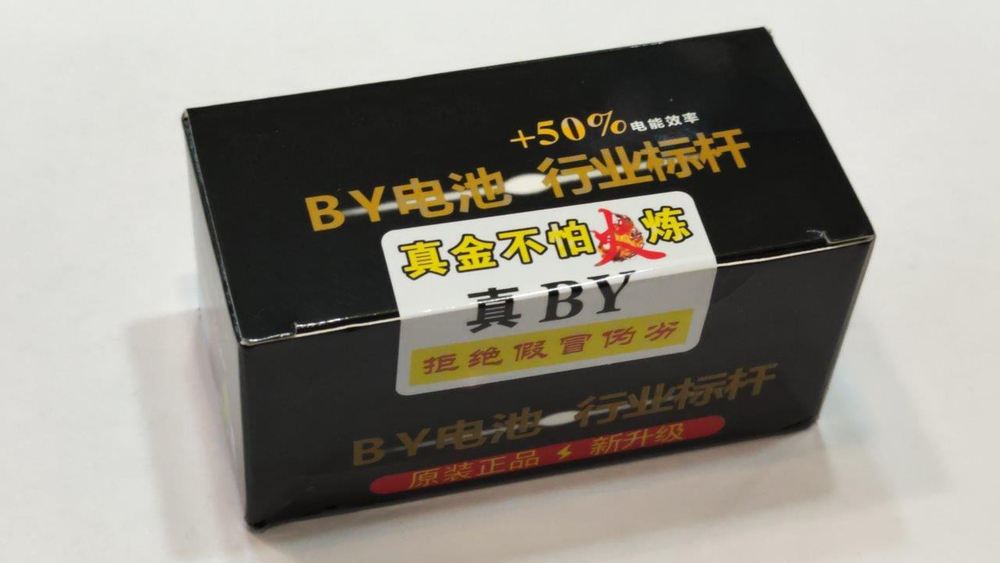 +50%电能效率
BY电池 行业标杆
真金不怕火炼
真BY
拒绝假冒伪劣
BY电池 行业标杆
原装正品⚡新升级